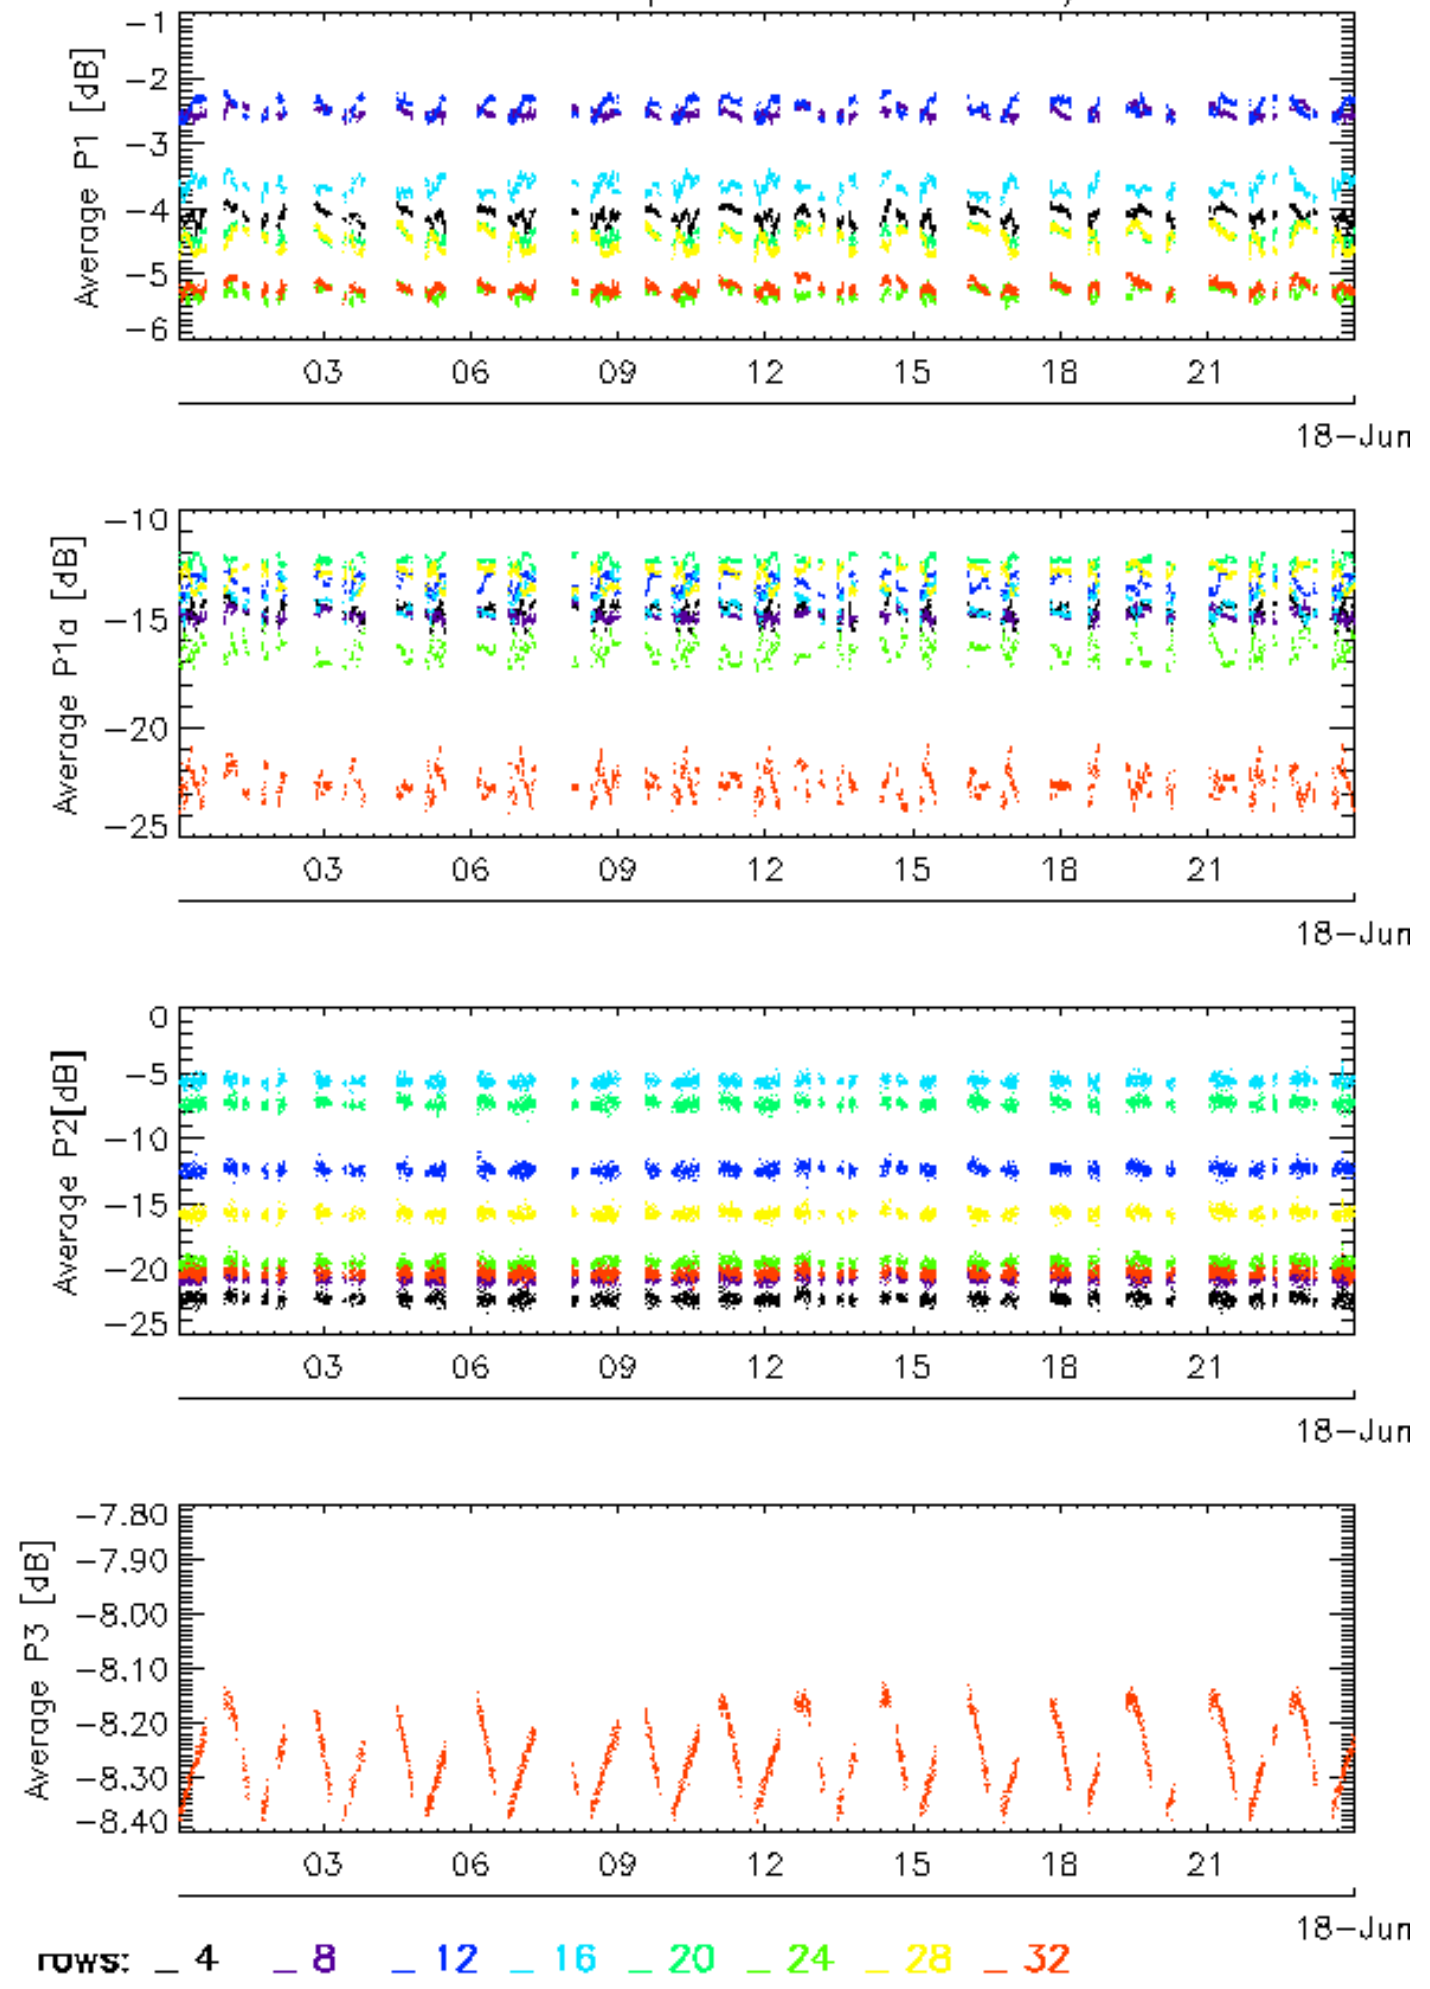 Average P1 [dB]
−1
−2
−3
−4
−5
−6
03 06 09 12 15 18 21
18−Jun
Average P1a [dB]
−10
−15
−20
−25
03 06 09 12 15 18 21
18−Jun
Average P2[dB]
0
−5
−10
−15
−20
−25
03 06 09 12 15 18 21
18−Jun
Average P3 [dB]
−7.80
−7.90
−8.00
−8.10
−8.20
−8.30
−8.40
03 06 09 12 15 18 21
18−Jun
rows: _ 4 _ 8 _ 12 _ 16 _ 20 _ 24 _ 28 _ 32